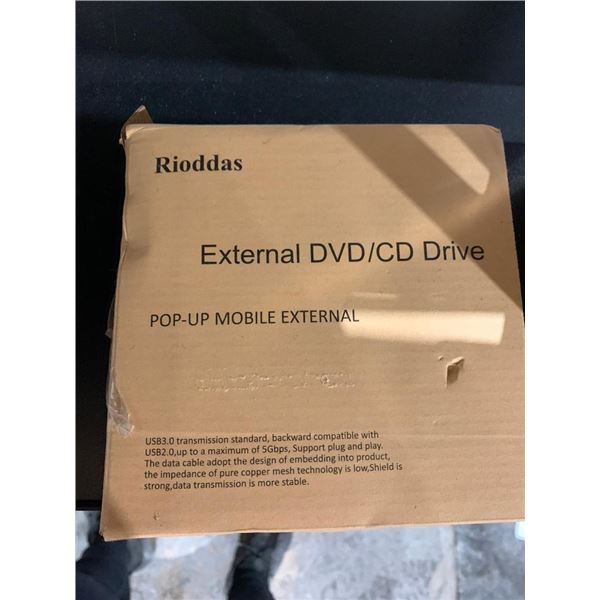 Rioddas
External DVD/CD Drive
POP-UP MOBILE EXTERNAL
USB3.0 transmission standard, backward compatible with
USB2.0,up to a maximum of 5Gbps, Support plug and play.
The data cable adopt the design of embedding into product,
the impedance of pure copper mesh technology is low,Shield is
strong,data transmission is more stable.